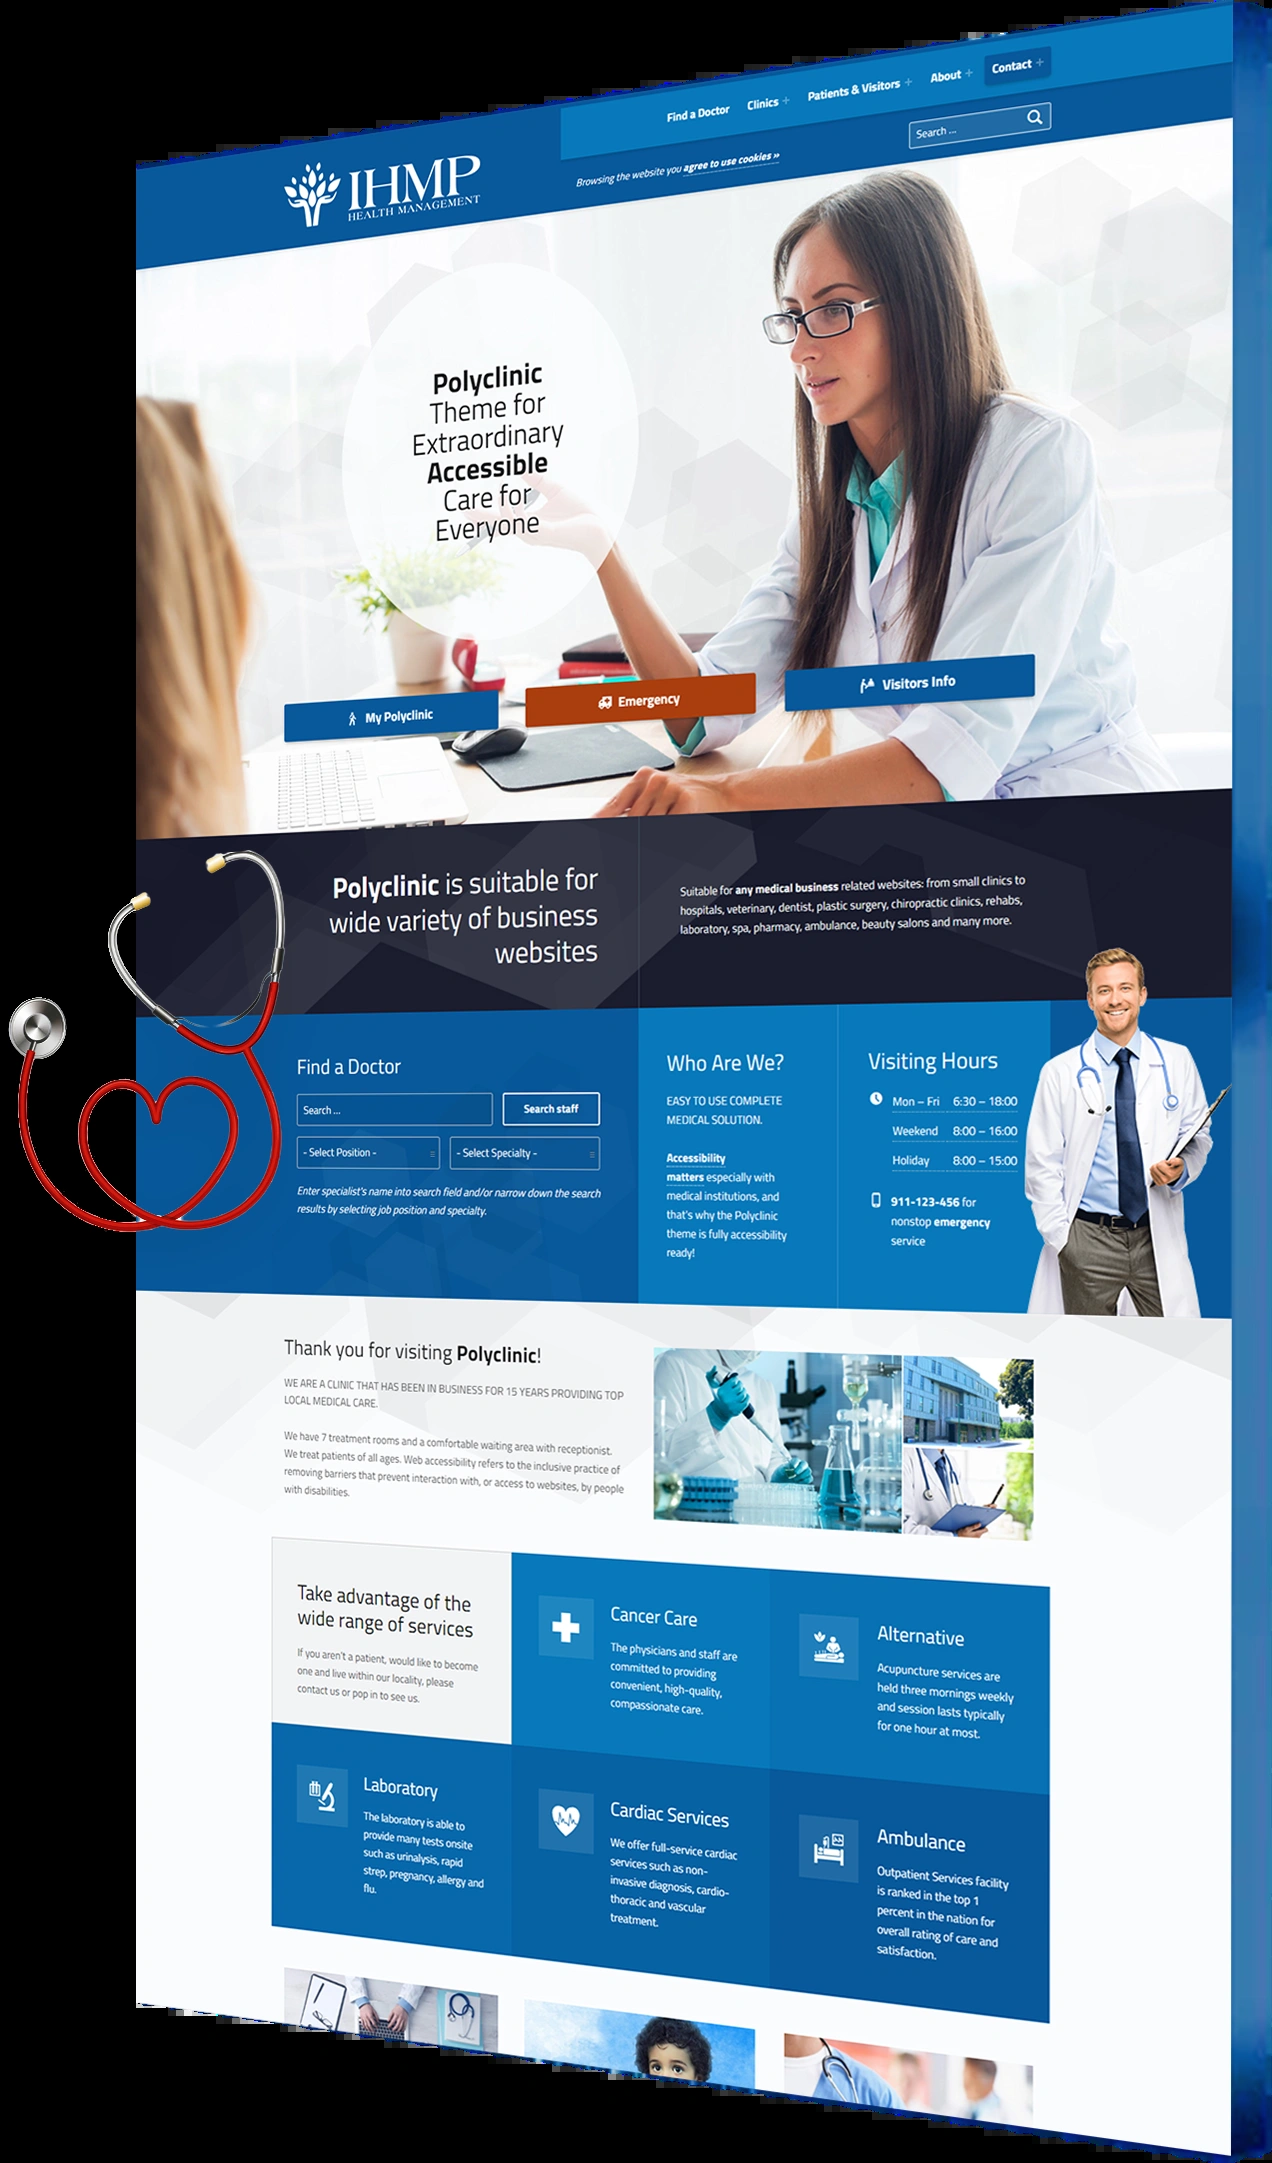 Find a Doctor Clinics + Patients & Visitors + About + Contact +
IHMP
HEALTH MANAGEMENT
Browsing the website you agree to use cookies »
Search ...
Polyclinic
Theme for
Extraordinary
Accessible
Care for
Everyone
My Polyclinic
Emergency
Visitors Info
Polyclinic is suitable for
wide variety of business
websites
Suitable for any medical business related websites: from small clinics to
hospitals, veterinary, dentist, plastic surgery, chiropractic clinics, rehabs,
laboratory, spa, pharmacy, ambulance, beauty salons and many more.
Find a Doctor
Search ...
Search staff
- Select Position -
- Select Specialty -
Enter specialist's name into search field and/or narrow down the search
results by selecting job position and specialty.
Who Are We?
EASY TO USE COMPLETE
MEDICAL SOLUTION.
Accessibility
matters especially with
medical institutions, and
that's why the Polyclinic
theme is fully accessibility
ready!
Visiting Hours
Mon – Fri 6:30 – 18:00
Weekend 8:00 – 16:00
Holiday 8:00 – 15:00
911-123-456 for
nonstop emergency
service
Thank you for visiting Polyclinic!
WE ARE A CLINIC THAT HAS BEEN IN BUSINESS FOR 15 YEARS PROVIDING TOP
LOCAL MEDICAL CARE.
We have 7 treatment rooms and a comfortable waiting area with receptionist.
We treat patients of all ages. Web accessibility refers to the inclusive practice of
removing barriers that prevent interaction with, or access to websites, by people
with disabilities.
Take advantage of the
wide range of services
If you aren't a patient, would like to become
one and live within our locality, please
contact us or pop in to see us.
Cancer Care
The physicians and staff are
committed to providing
convenient, high-quality,
compassionate care.
Alternative
Acupuncture services are
held three mornings weekly
and session lasts typically
for one hour at most.
Laboratory
The laboratory is able to
provide many tests onsite
such as urinalysis, rapid
strep, pregnancy, allergy and
flu.
Cardiac Services
We offer full-service cardiac
services such as non-
invasive diagnosis, cardio-
thoracic and vascular
treatment.
Ambulance
Outpatient Services facility
is ranked in the top 1
percent in the nation for
overall rating of care and
satisfaction.